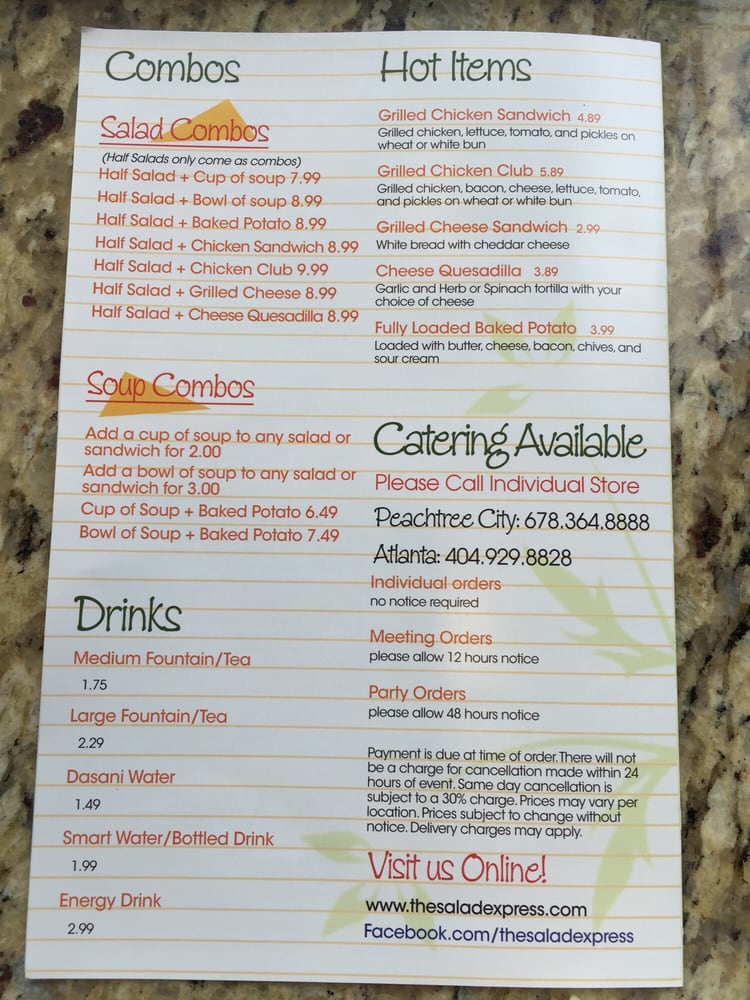 Combos
Salad Combos
(Half Salads only come as combos)
Half Salad + Cup of soup 7.99
Half Salad + Bowl of soup 8.99
Half Salad + Baked Potato 8.99
Half Salad + Chicken Sandwich 8.99
Half Salad + Chicken Club 9.99
Half Salad + Grilled Cheese 8.99
Half Salad + Cheese Quesadilla 8.99
Soup Combos
Add a cup of soup to any salad or
sandwich for 2.00
Add a bowl of soup to any salad or
sandwich for 3.00
Cup of Soup + Baked Potato 6.49
Bowl of Soup + Baked Potato 7.49
Drinks
Medium Fountain/Tea
1.75
Large Fountain/Tea
2.29
Dasani Water
1.49
Smart Water/Bottled Drink
1.99
Energy Drink
2.99
Hot Items
Grilled Chicken Sandwich 4.89
Grilled chicken, lettuce, tomato, and pickles on
wheat or white bun
Grilled Chicken Club 5.89
Grilled chicken, bacon, cheese, lettuce, tomato,
and pickles on wheat or white bun
Grilled Cheese Sandwich 2.99
White bread with cheddar cheese
Cheese Quesadilla 3.89
Garlic and Herb or Spinach tortilla with your
choice of cheese
Fully Loaded Baked Potato 3.99
Loaded with butter, cheese, bacon, chives, and
sour cream
Catering Available
Please Call Individual Store
Peachtree City: 678.364.8888
Atlanta: 404.929.8828
Individual orders
no notice required
Meeting Orders
please allow 12 hours notice
Party Orders
please allow 48 hours notice
Payment is due at time of order. There will not
be a charge for cancellation made within 24
hours of event. Same day cancellation is
subject to a 30% charge. Prices may vary per
location. Prices subject to change without
notice. Delivery charges may apply.
Visit us Online!
www.thesaladexpress.com
Facebook.com/thesaladexpress